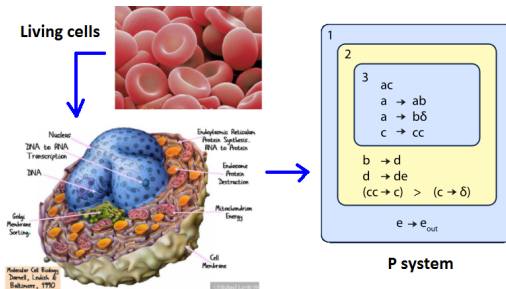 Living cells
Nucleus
DNA to RNA
Transcription
DNA
Golgi
Membrane
Sorting.
Endoplasmic Reticulum
Protein Synthesis.
RNA to Protein
Endosome
Protein
Destruction
Mitochondrion
Energy
Cell
Membrane
Molecular Cell Biology
Darnell, Lodish &
Baltimore, 1990
1
2
3
ac
a → ab
a → bδ
c → cc
b → d
d → de
(cc → c) > (c → δ)
e → e out
P system